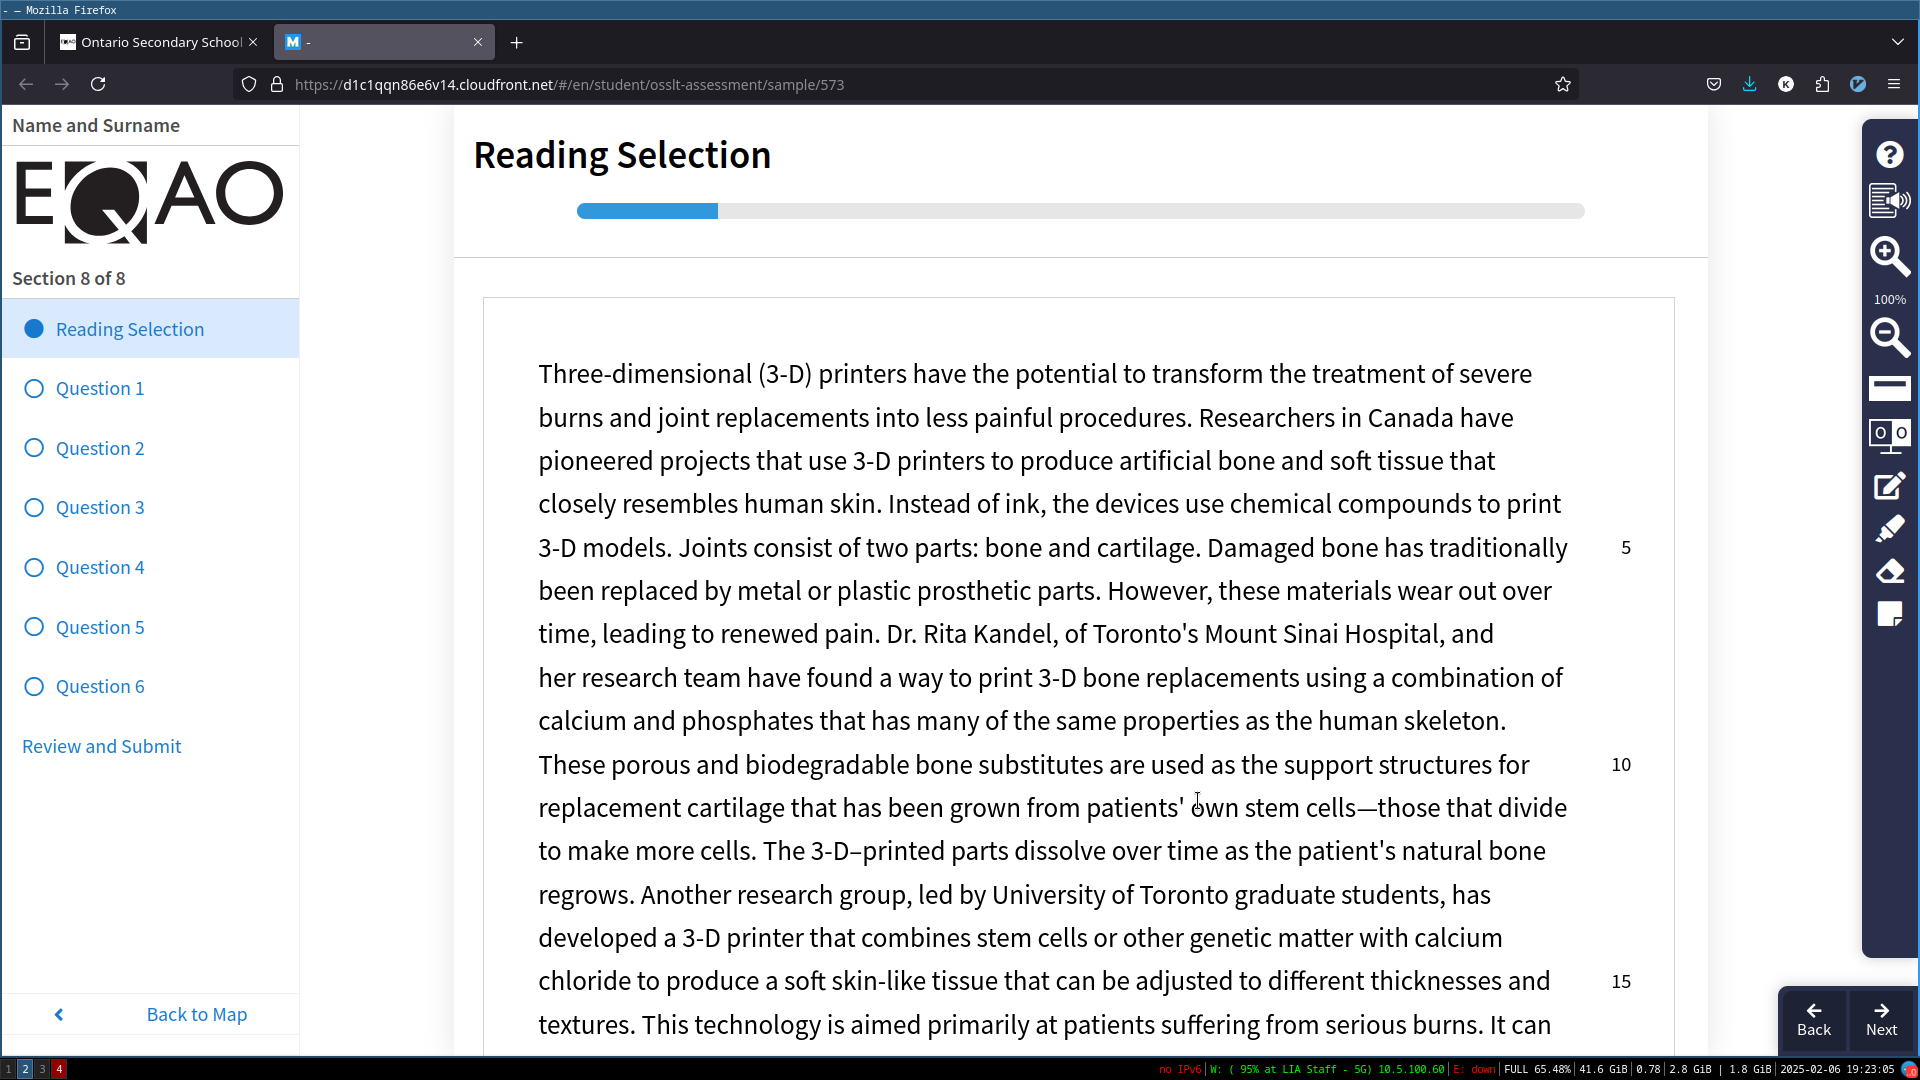 - — Mozilla Firefox
EQAO Ontario Secondary School
M -
https://d1c1qqn86e6v14.cloudfront.net/#/en/student/osslt-assessment/sample/573
K
Name and Surname
EQAO
Section 8 of 8
Reading Selection
Question 1
Question 2
Question 3
Question 4
Question 5
Question 6
Review and Submit
Back to Map
Reading Selection
Three-dimensional (3-D) printers have the potential to transform the treatment of severe
burns and joint replacements into less painful procedures. Researchers in Canada have
pioneered projects that use 3-D printers to produce artificial bone and soft tissue that
closely resembles human skin. Instead of ink, the devices use chemical compounds to print
3-D models. Joints consist of two parts: bone and cartilage. Damaged bone has traditionally 5
been replaced by metal or plastic prosthetic parts. However, these materials wear out over
time, leading to renewed pain. Dr. Rita Kandel, of Toronto's Mount Sinai Hospital, and
her research team have found a way to print 3-D bone replacements using a combination of
calcium and phosphates that has many of the same properties as the human skeleton.
These porous and biodegradable bone substitutes are used as the support structures for 10
replacement cartilage that has been grown from patients' own stem cells—those that divide
to make more cells. The 3-D–printed parts dissolve over time as the patient's natural bone
regrows. Another research group, led by University of Toronto graduate students, has
developed a 3-D printer that combines stem cells or other genetic matter with calcium
chloride to produce a soft skin-like tissue that can be adjusted to different thicknesses and 15
textures. This technology is aimed primarily at patients suffering from serious burns. It can
?
100%
O O
Back
Next
1 2 3 4
no IPv6|W: ( 95% at LIA Staff - 5G) 10.5.100.60|E: down|FULL 65.48%|41.6 GiB|0.78|2.8 GiB | 1.8 GiB|2025-02-06 19:23:05